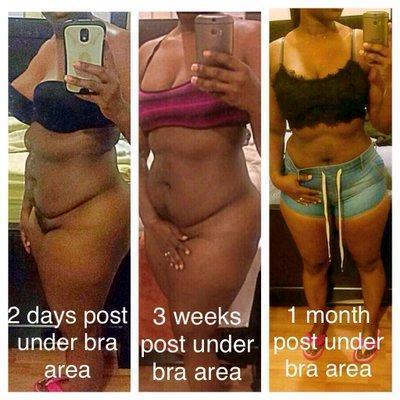 2 days post
under bra
area
3 weeks
post under
bra area
1 month
post under
bra area